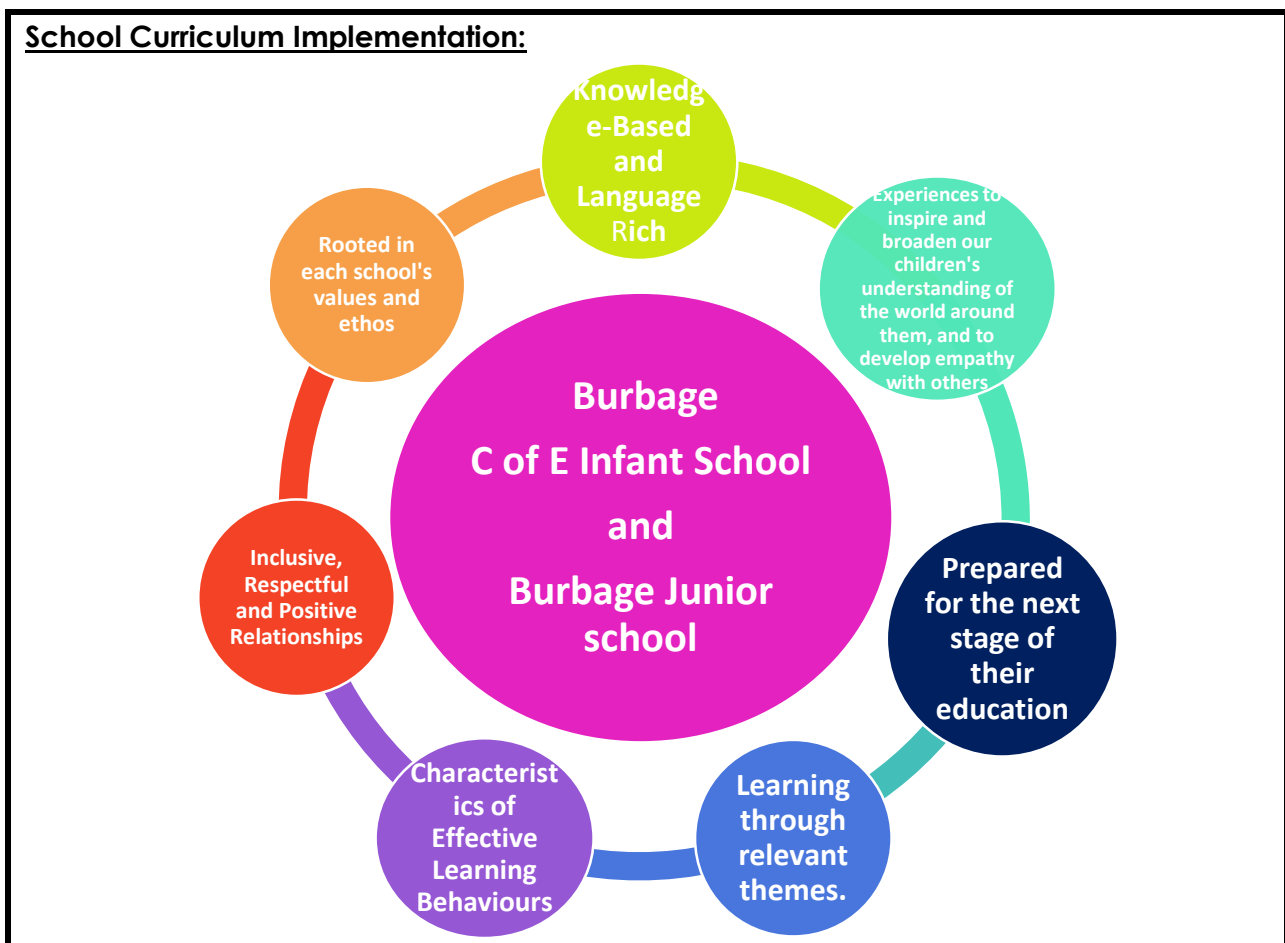 School Curriculum Implementation:
Knowledg
e-Based
and
Language
Rich
Experiences to
inspire and
broaden our
children's
understanding of
the world around
them, and to
develop empathy
with others
Prepared
for the next
stage of
their
education
Learning
through
relevant
themes.
Characterist
ics of
Effective
Learning
Behaviours
Inclusive,
Respectful
and Positive
Relationships
Rooted in
each school's
values and
ethos
Burbage
C of E Infant School
and
Burbage Junior
school